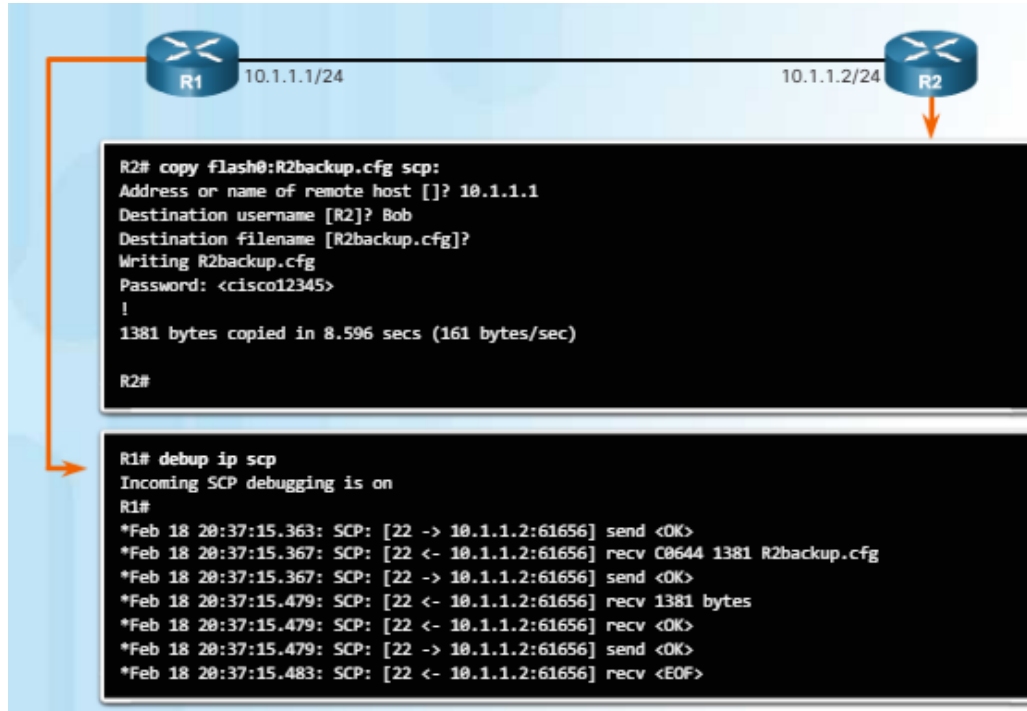 R1
10.1.1.1/24
10.1.1.2/24
R2
R2# copy flash0:R2backup.cfg scp:
Address or name of remote host []? 10.1.1.1
Destination username [R2]? Bob
Destination filename [R2backup.cfg]?
Writing R2backup.cfg
Password: <cisco12345>
!
1381 bytes copied in 8.596 secs (161 bytes/sec)
R2#
R1# debup ip scp
Incoming SCP debugging is on
R1#
*Feb 18 20:37:15.363: SCP: [22 -> 10.1.1.2:61656] send <OK>
*Feb 18 20:37:15.367: SCP: [22 <- 10.1.1.2:61656] recv C0644 1381 R2backup.cfg
*Feb 18 20:37:15.367: SCP: [22 -> 10.1.1.2:61656] send <OK>
*Feb 18 20:37:15.479: SCP: [22 <- 10.1.1.2:61656] recv 1381 bytes
*Feb 18 20:37:15.479: SCP: [22 <- 10.1.1.2:61656] recv <OK>
*Feb 18 20:37:15.479: SCP: [22 -> 10.1.1.2:61656] send <OK>
*Feb 18 20:37:15.483: SCP: [22 <- 10.1.1.2:61656] recv <EOF>